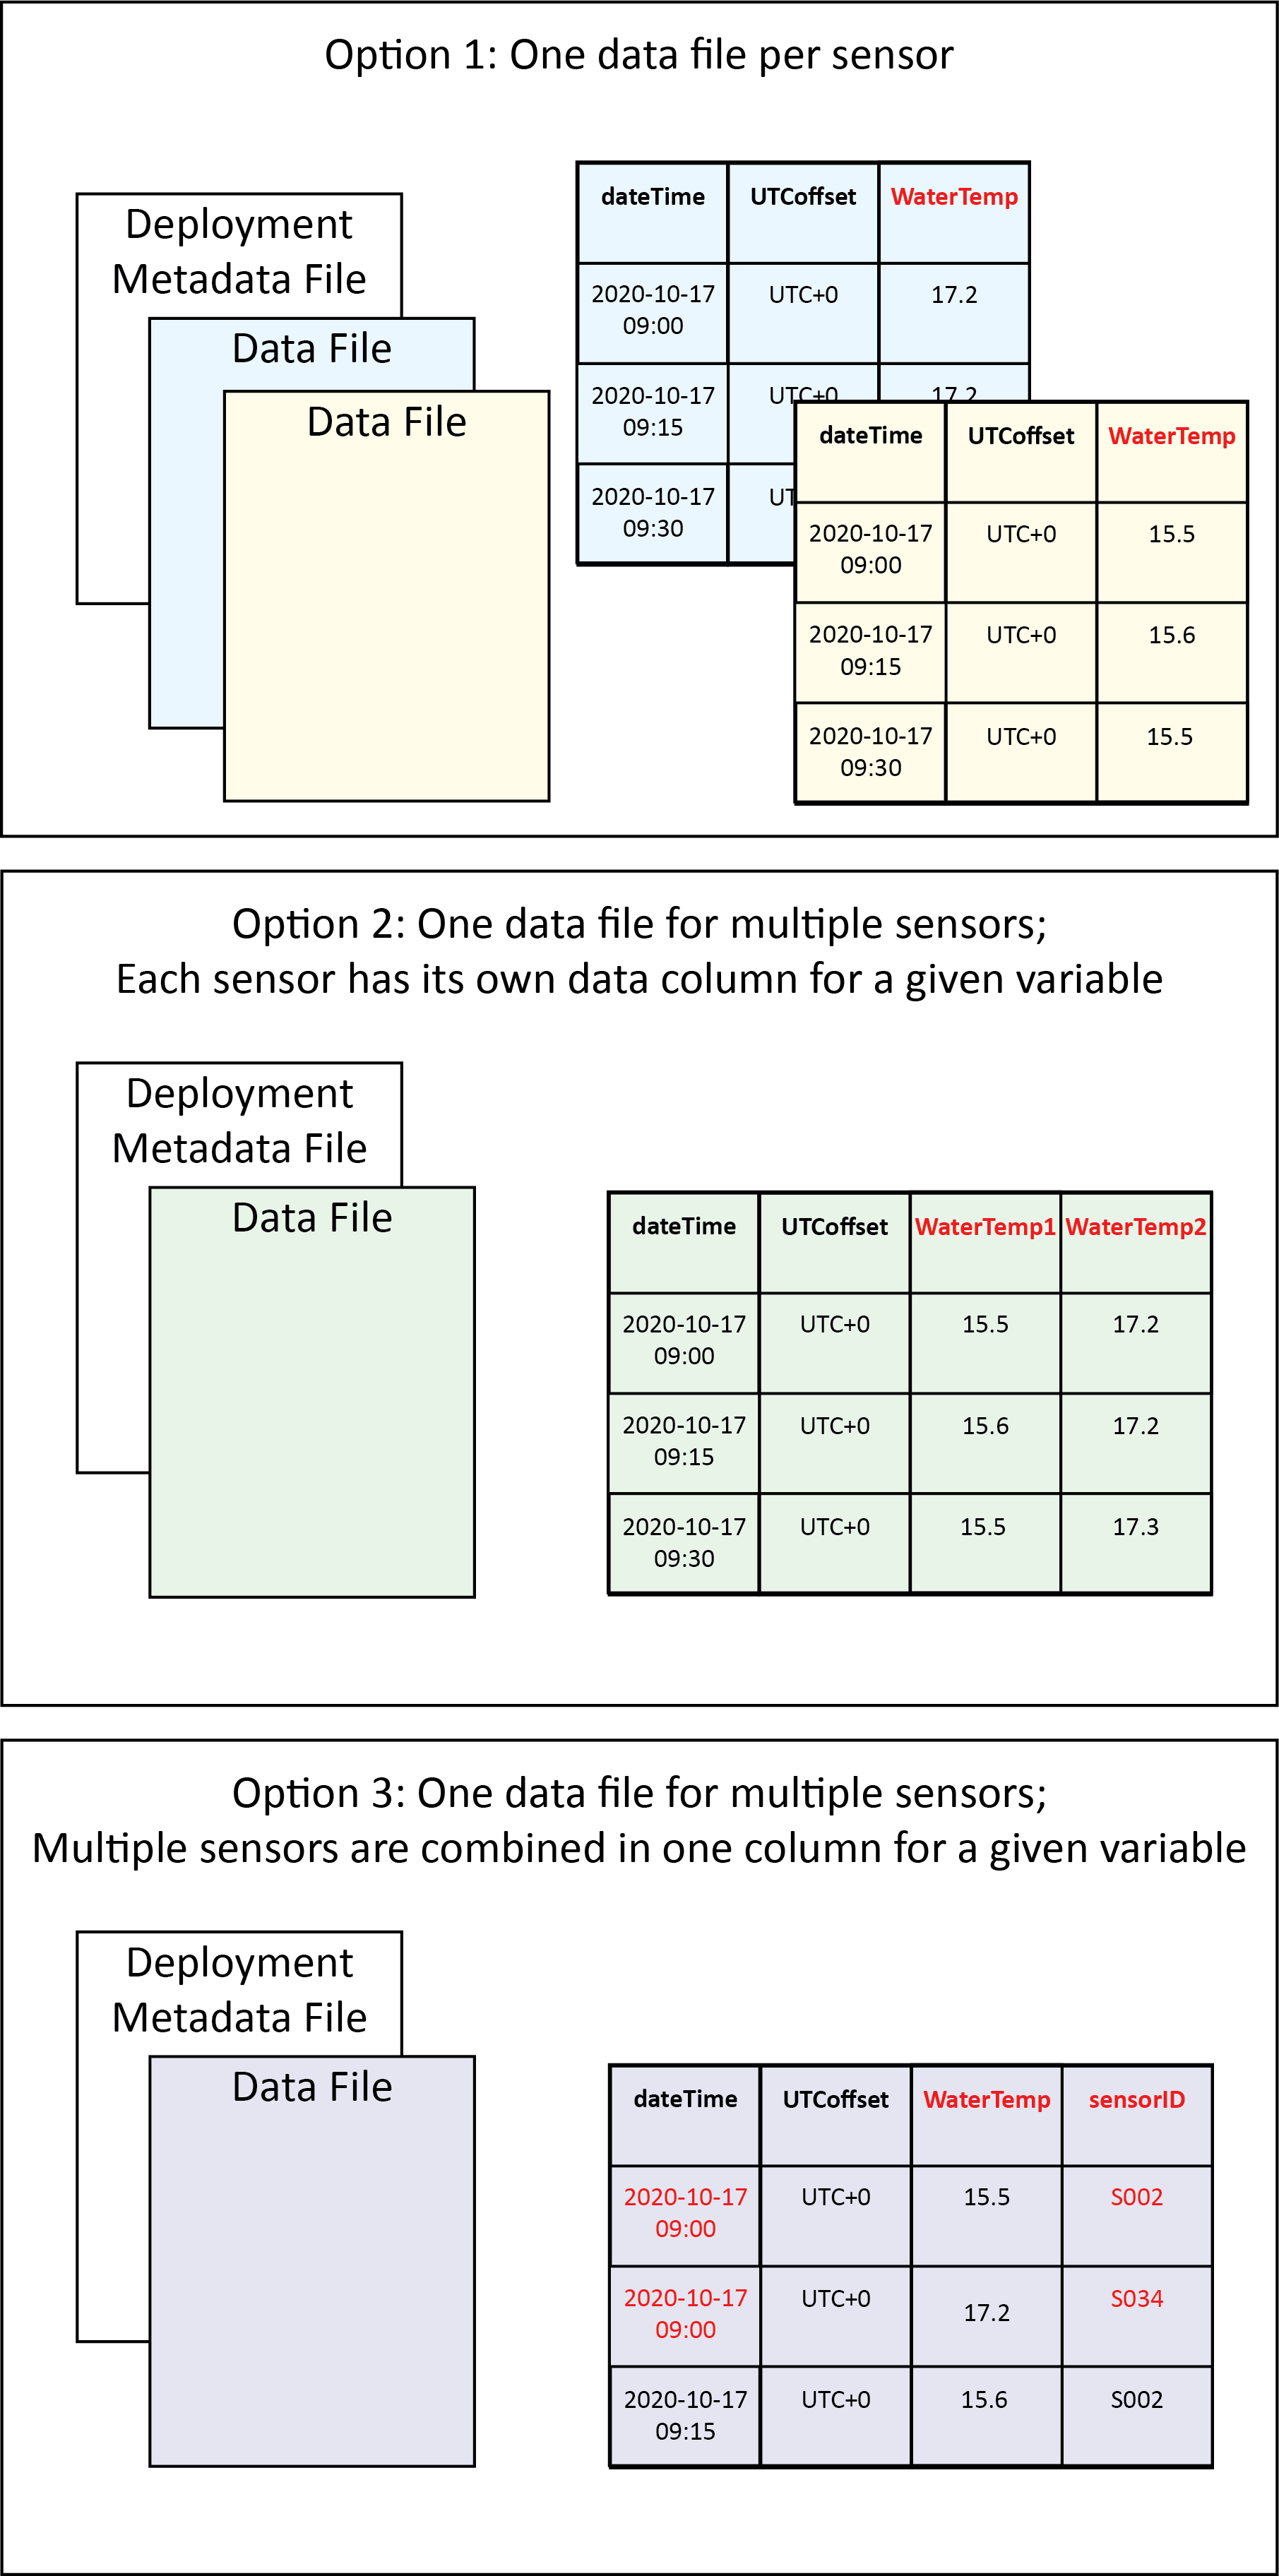 Option 1: One data file per sensor
Deployment
Metadata File
Data File
Data File
dateTime UTCoffset WaterTemp
2020-10-17 UTC+0 17.2
09:00
2020-10-17 UTC+0 17.2
09:15
2020-10-17 UT
09:30
dateTime UTCoffset WaterTemp
2020-10-17 UTC+0 15.5
09:00
2020-10-17 UTC+0 15.6
09:15
2020-10-17 UTC+0 15.5
09:30
Option 2: One data file for multiple sensors;
Each sensor has its own data column for a given variable
Deployment
Metadata File
Data File
dateTime UTCoffset WaterTemp1 WaterTemp2
2020-10-17 UTC+0 15.5 17.2
09:00
2020-10-17 UTC+0 15.6 17.2
09:15
2020-10-17 UTC+0 15.5 17.3
09:30
Option 3: One data file for multiple sensors;
Multiple sensors are combined in one column for a given variable
Deployment
Metadata File
Data File
dateTime UTCoffset WaterTemp sensorID
2020-10-17 UTC+0 15.5 S002
09:00
2020-10-17 UTC+0 17.2 S034
09:00
2020-10-17 UTC+0 15.6 S002
09:15